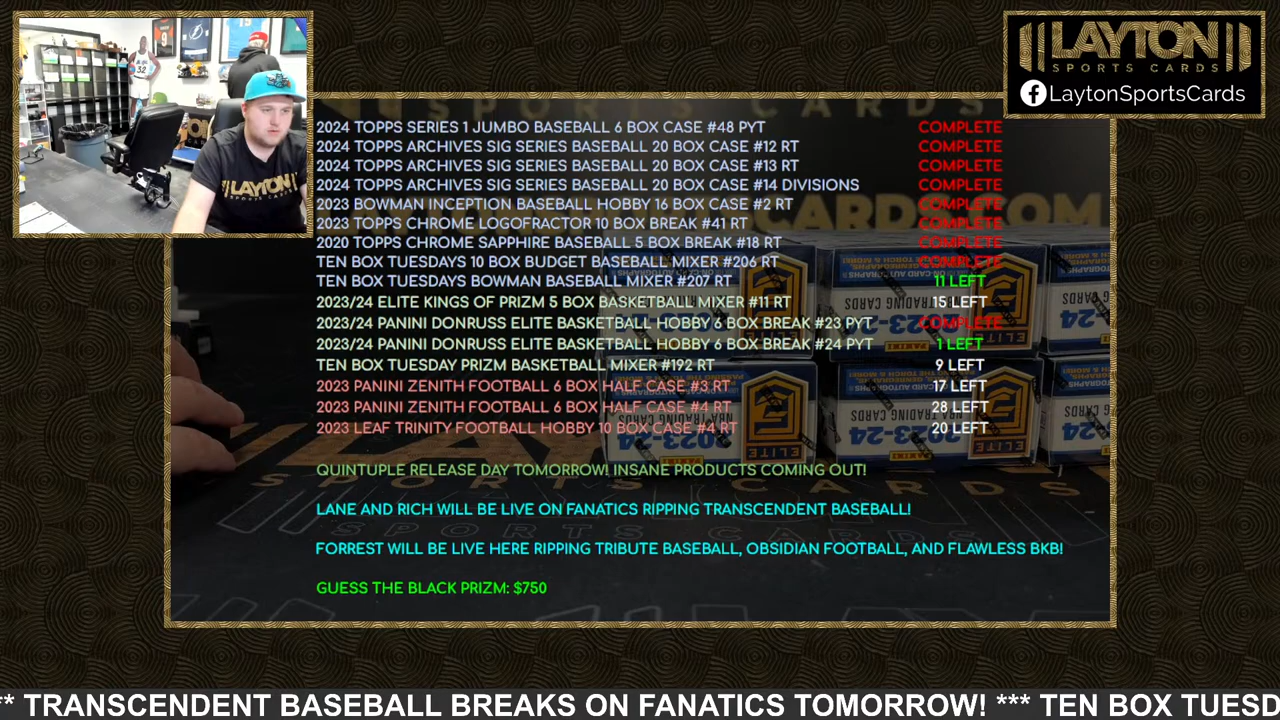 LAYTON
SPORTS CARDS
LaytonSportsCards
2024 TOPPS SERIES 1 JUMBO BASEBALL 6 BOX CASE #48 PYT COMPLETE
2024 TOPPS ARCHIVES SIG SERIES BASEBALL 20 BOX CASE #12 RT COMPLETE
2024 TOPPS ARCHIVES SIG SERIES BASEBALL 20 BOX CASE #13 RT COMPLETE
2024 TOPPS ARCHIVES SIG SERIES BASEBALL 20 BOX CASE #14 DIVISIONS COMPLETE
2023 BOWMAN INCEPTION BASEBALL HOBBY 16 BOX CASE #2 RT COMPLETE
2023 TOPPS CHROME LOGOFRACTOR 10 BOX BREAK #41 RT COMPLETE
2020 TOPPS CHROME SAPPHIRE BASEBALL 5 BOX BREAK #18 RT COMPLETE
TEN BOX TUESDAYS 10 BOX BUDGET BASEBALL MIXER #206 RT COMPLETE
TEN BOX TUESDAYS BOWMAN BASEBALL MIXER #207 RT 11 LEFT
2023/24 ELITE KINGS OF PRIZM 5 BOX BASKETBALL MIXER #11 RT 15 LEFT
2023/24 PANINI DONRUSS ELITE BASKETBALL HOBBY 6 BOX BREAK #23 PYT COMPLETE
2023/24 PANINI DONRUSS ELITE BASKETBALL HOBBY 6 BOX BREAK #24 PYT 1 LEFT
TEN BOX TUESDAY PRIZM BASKETBALL MIXER #192 RT 9 LEFT
2023 PANINI ZENITH FOOTBALL 6 BOX HALF CASE #3 RT 17 LEFT
2023 PANINI ZENITH FOOTBALL 6 BOX HALF CASE #4 RT 28 LEFT
2023 LEAF TRINITY FOOTBALL HOBBY 10 BOX CASE #4 RT 20 LEFT
QUINTUPLE RELEASE DAY TOMORROW! INSANE PRODUCTS COMING OUT!
LANE AND RICH WILL BE LIVE ON FANATICS RIPPING TRANSCENDENT BASEBALL!
FORREST WILL BE LIVE HERE RIPPING TRIBUTE BASEBALL, OBSIDIAN FOOTBALL, AND FLAWLESS BKB!
GUESS THE BLACK PRIZM: $750
** TRANSCENDENT BASEBALL BREAKS ON FANATICS TOMORROW! *** TEN BOX TUESD